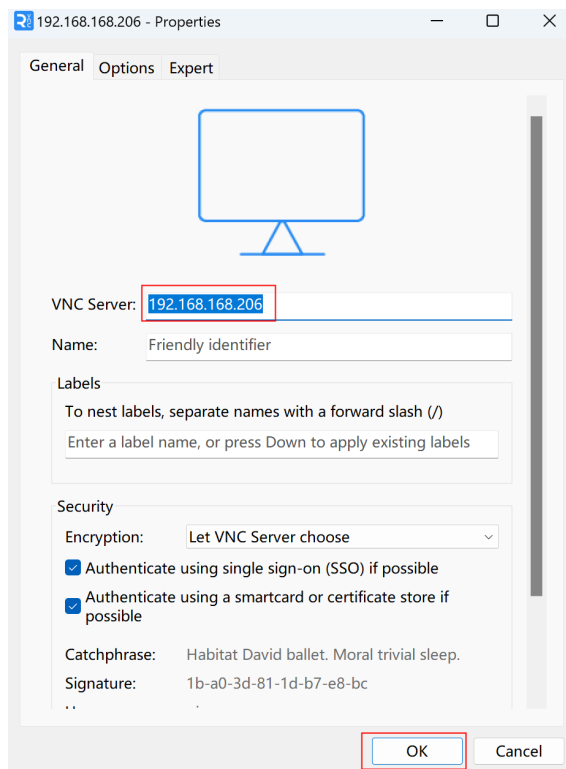 192.168.168.206 - Properties
General Options Expert
VNC Server: 192.168.168.206
Name: Friendly identifier
Labels
To nest labels, separate names with a forward slash (/)
Enter a label name, or press Down to apply existing labels
Security
Encryption: Let VNC Server choose
Authenticate using single sign-on (SSO) if possible
Authenticate using a smartcard or certificate store if
possible
Catchphrase: Habitat David ballet. Moral trivial sleep.
Signature: 1b-a0-3d-81-1d-b7-e8-bc
OK Cancel